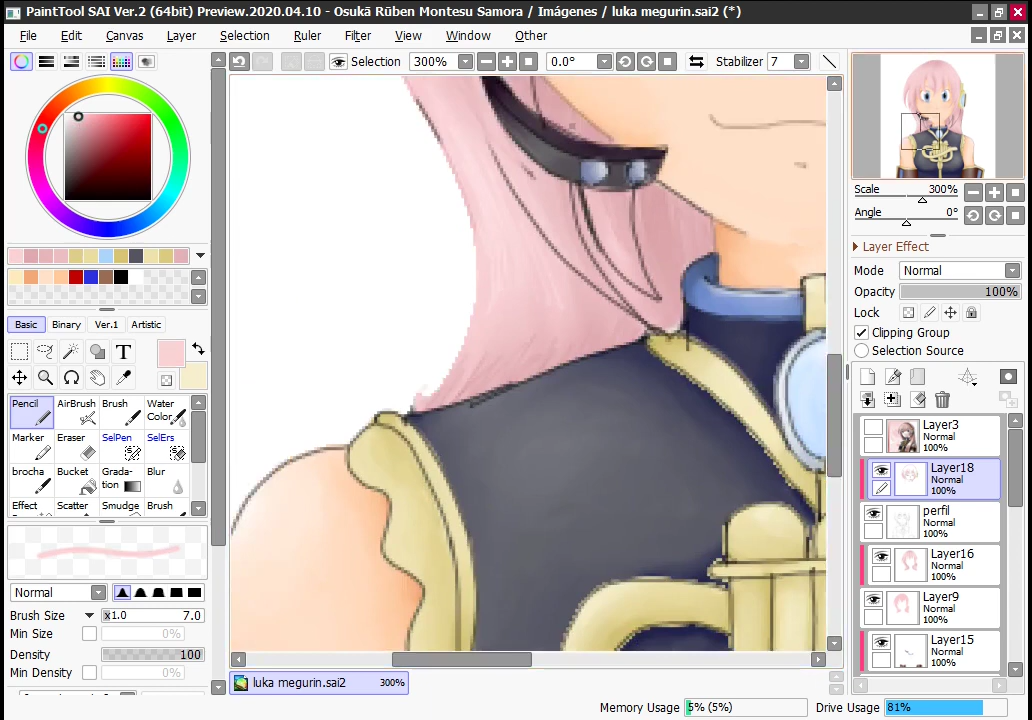 PaintTool SAI Ver.2 (64bit) Preview.2020.04.10 - Osukā Rūben Montesu Samora / Imágenes / luka megurin.sai2 (*)
File Edit Canvas Layer Selection Ruler Filter View Window Other
Selection 300% 0.0° Stabilizer 7
Scale 300%
Angle 0°
Layer Effect
Mode Normal
Opacity 100%
Lock
Clipping Group
Selection Source
Basic Binary Ver.1 Artistic
T
Pencil AirBrush Brush Water Color
Marker Eraser SelPen SelErs
brocha Bucket Gradation Blur
Effect Scatter Smudge Brush
Normal
Brush Size x1.0 7.0
Min Size 0%
Density 100
Min Density 0%
Layer3
Normal
100%
Layer18
Normal
100%
perfil
Normal
100%
Layer16
Normal
100%
Layer9
Normal
100%
Layer15
Normal
100%
luka megurin.sai2 300%
Memory Usage 5% (5%) Drive Usage 81%